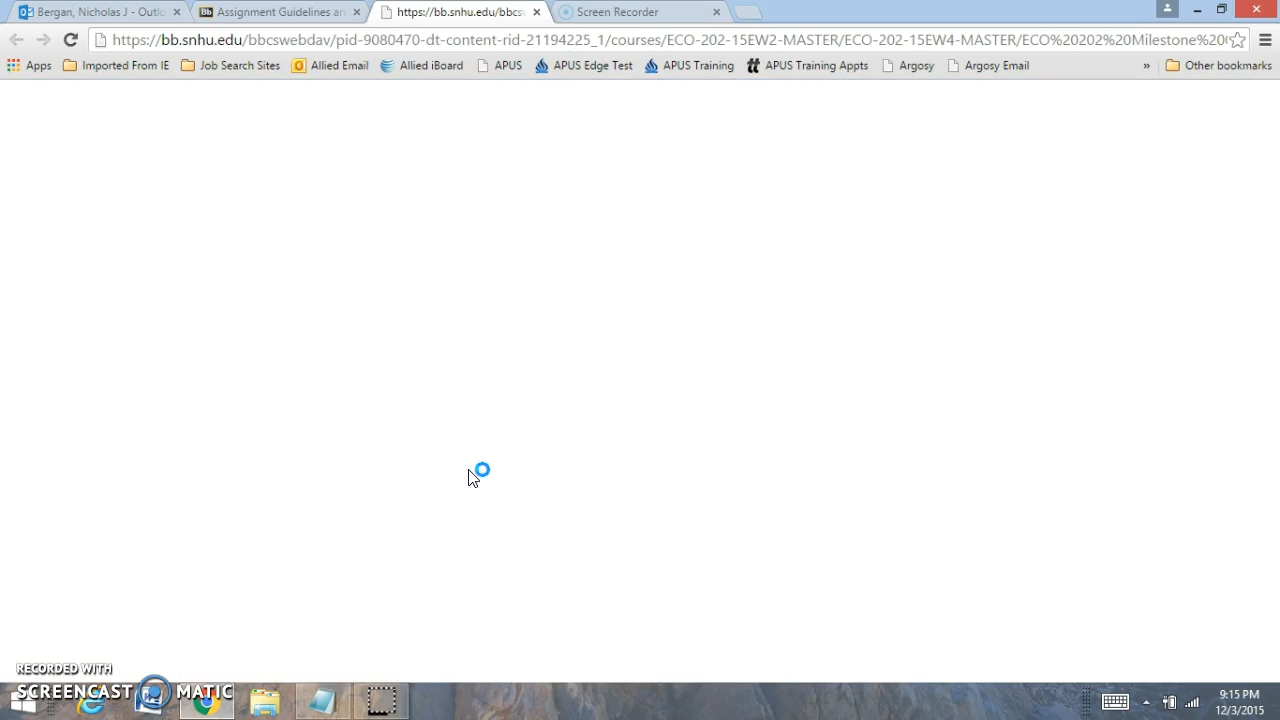 Bergan, Nicholas J - Outlo
Bb Assignment Guidelines an
https://bb.snhu.edu/bbcs
Screen Recorder
https://bb.snhu.edu/bbcswebdav/pid-9080470-dt-content-rid-21194225_1/courses/ECO-202-15EW2-MASTER/ECO-202-15EW4-MASTER/ECO%20202%20Milestone%20
Apps Imported From IE Job Search Sites Allied Email Allied iBoard APUS APUS Edge Test APUS Training tt APUS Training Appts Argosy Argosy Email » Other bookmarks
RECORDED WITH
SCREENCAST MATIC
9:15 PM
12/3/2015